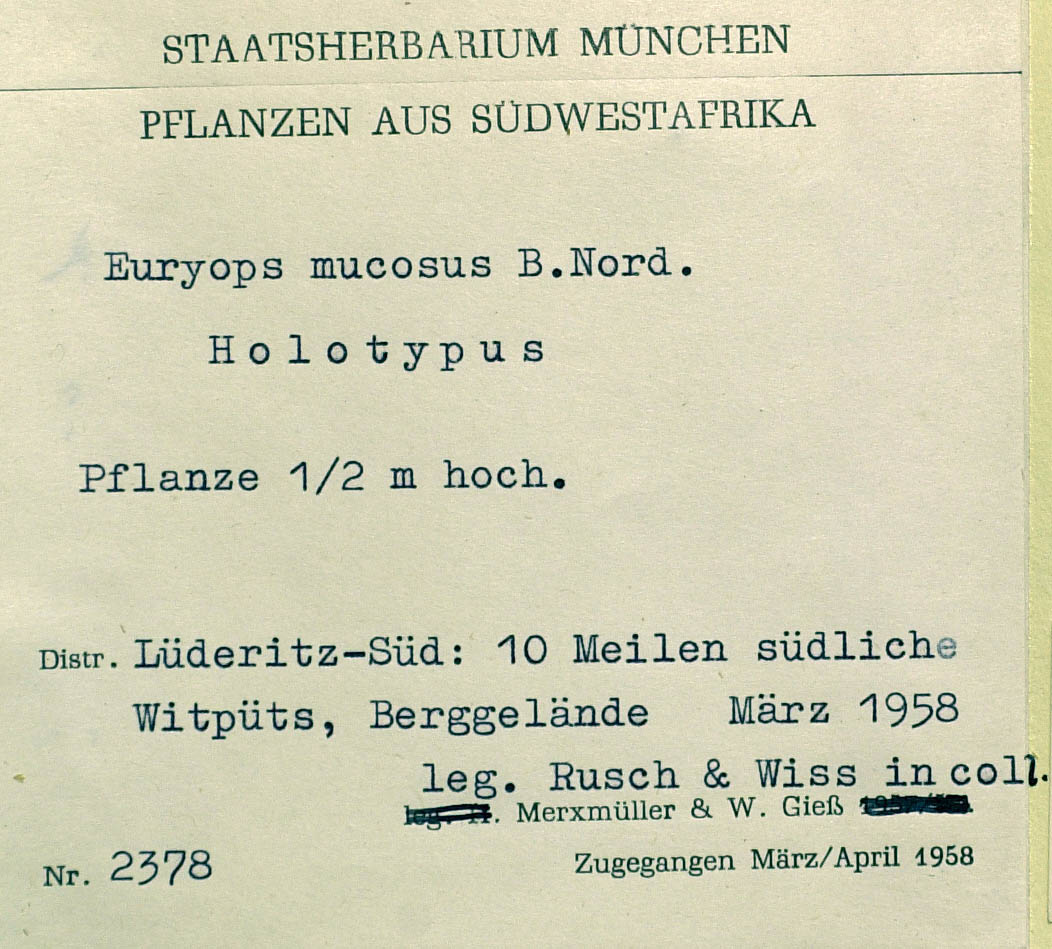 STAATSHERBARIUM MÜNCHEN
PFLANZEN AUS SÜDWESTAFRIKA
Euryops mucosus B.Nord.
Holotypus
Pflanze 1/2 m hoch.
Distr. Lüderitz-Süd: 10 Meilen südliche
Witpüts, Berggelände März 1958
leg. Rusch & Wiss in coll.
Merxmüller & W. Gieß
Nr. 2378 Zugegangen März/April 1958